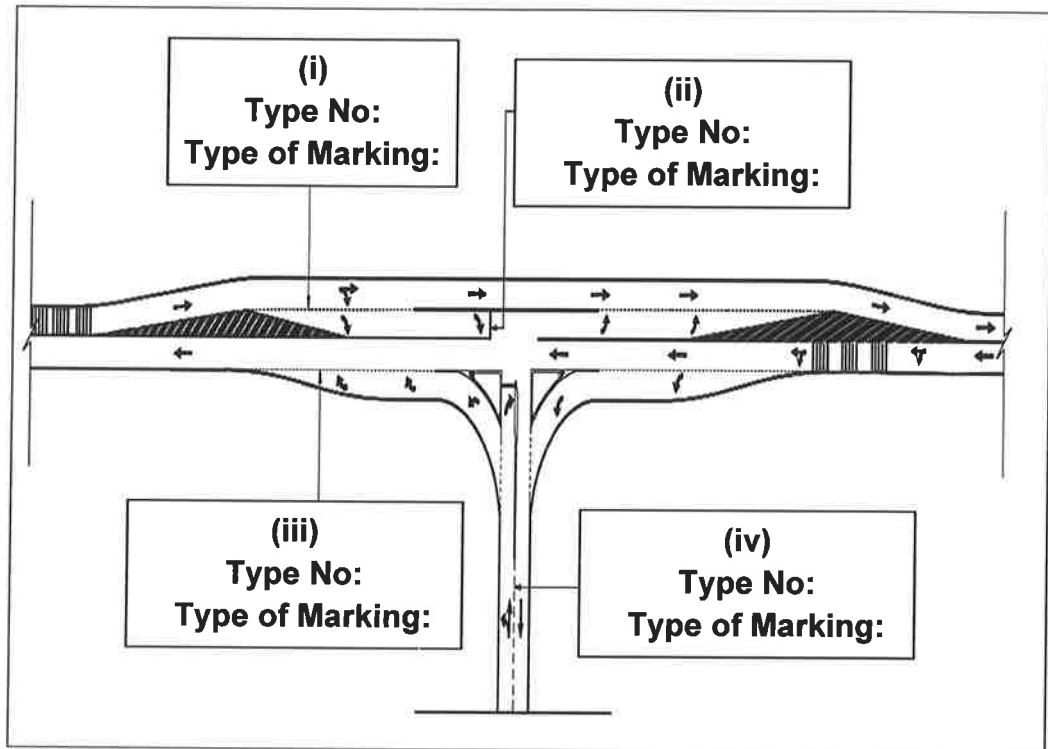 (i)
Type No:
Type of Marking:
(ii)
Type No:
Type of Marking:
(iii)
Type No:
Type of Marking:
(iv)
Type No:
Type of Marking: